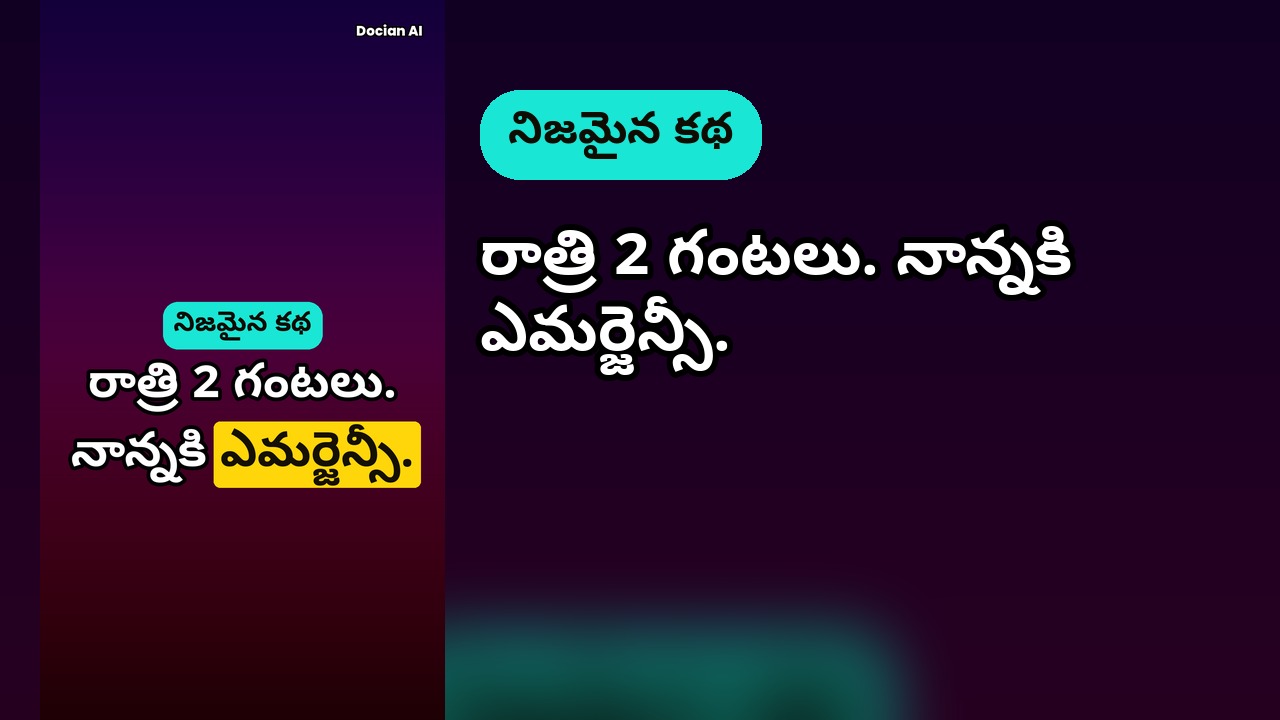 Docian AI
నిజమైన కథ
రాత్రి 2 గంటలు.
నాన్నకి ఎమర్జెన్సీ.
నిజమైన కథ
రాత్రి 2 గంటలు. నాన్నకి
ఎమర్జెన్సీ.